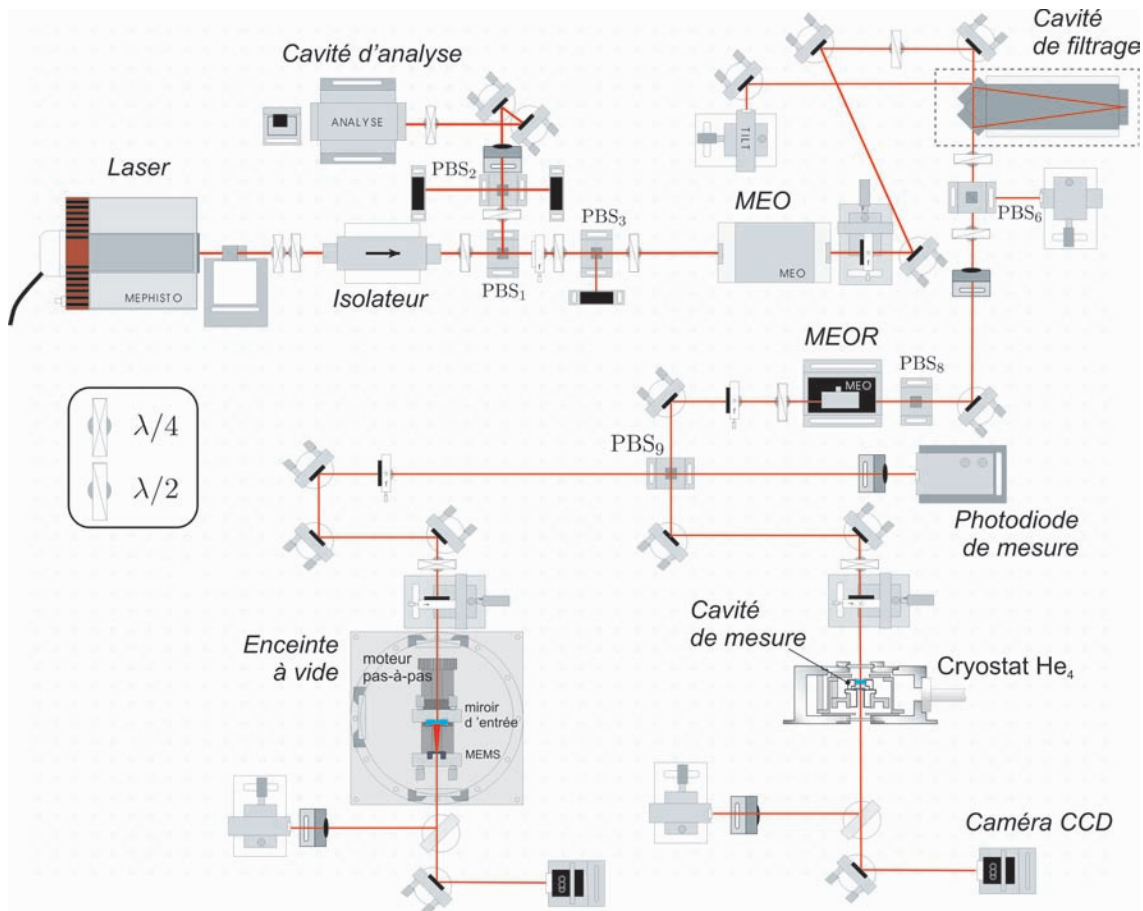 Cavité
de filtrage
Cavité d'analyse
ANALYSE
TILT
Laser
PBS₂
PBS₃
MEO
PBS₆
MEPHISTO
Isolateur
PBS₁
MEO
MEOR
PBS₈
MEO
λ/4
λ/2
PBS₉
Photodiode
de mesure
Cavité
de mesure
Enceinte
à vide
moteur
pas-à-pas
miroir
d 'entrée
MEMS
Cryostat He₄
Caméra CCD